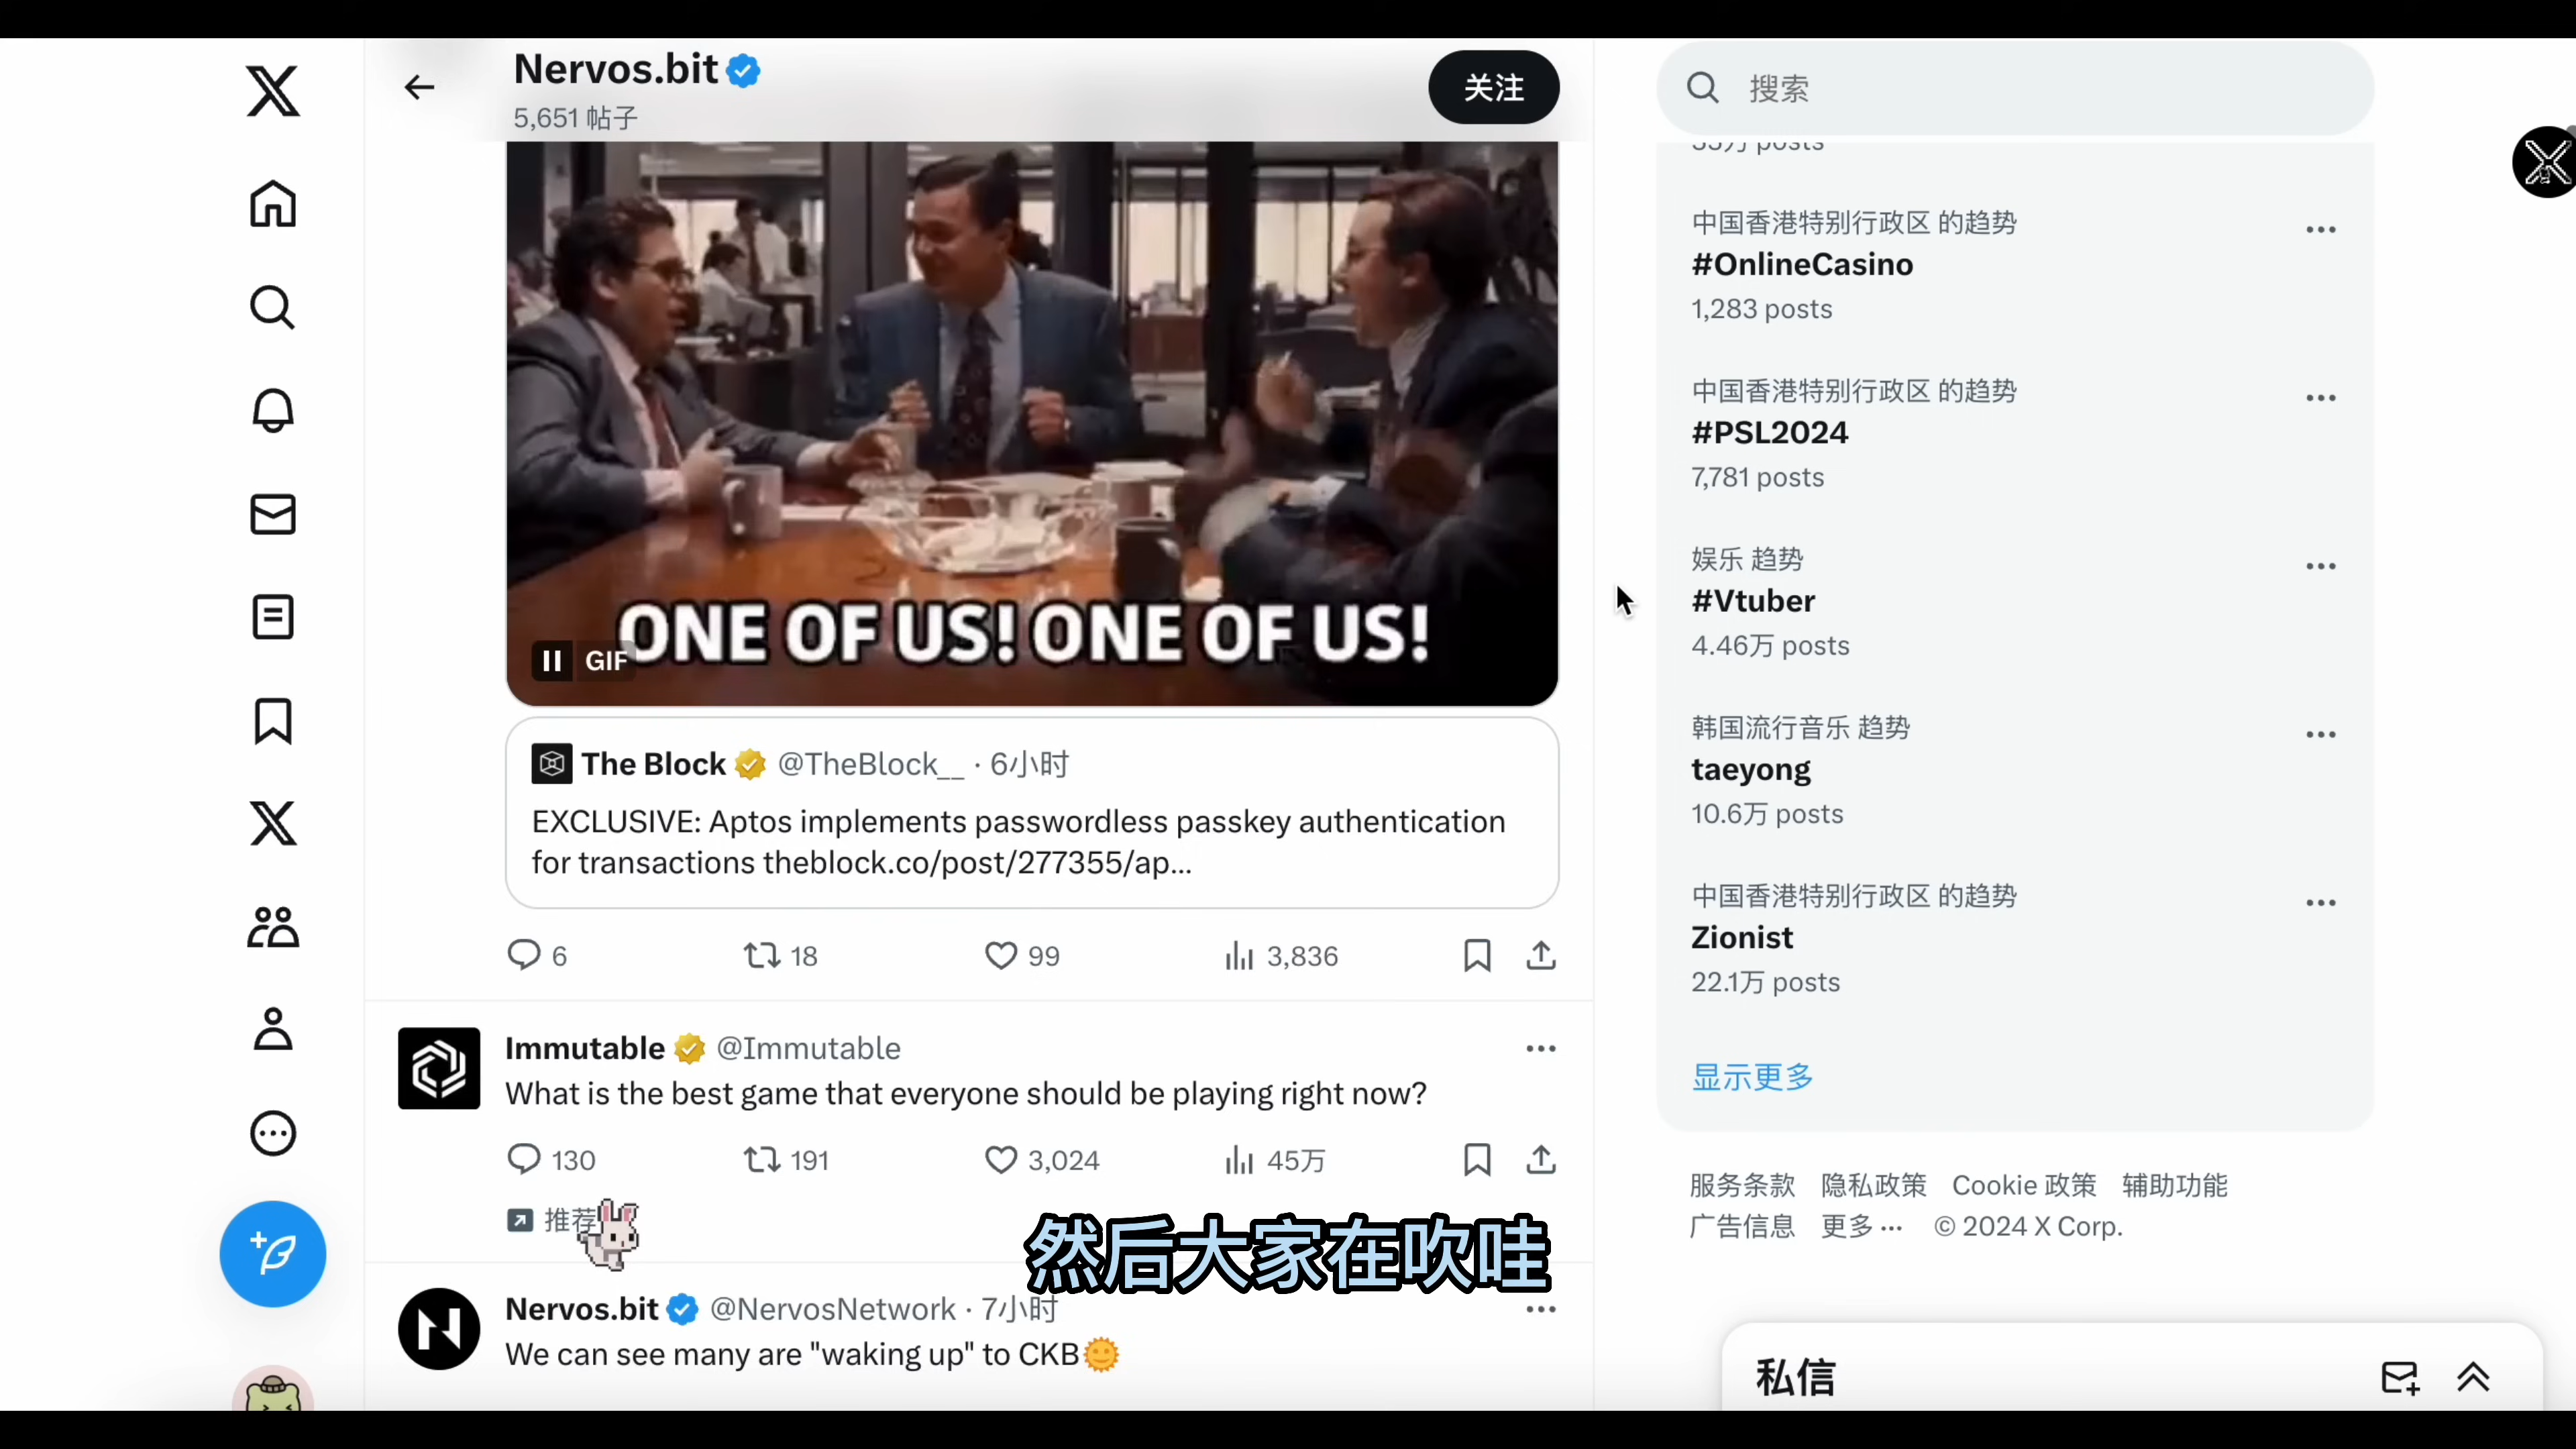 Nervos.bit
5,651 帖子
关注
搜索
ONE OF US! ONE OF US!
GIF
The Block @TheBlock__ · 6小时
EXCLUSIVE: Aptos implements passwordless passkey authentication
for transactions theblock.co/post/277355/ap...
6 18 99 3,836
Immutable @Immutable
What is the best game that everyone should be playing right now?
130 191 3,024 45万
推荐
然后大家在吹哇
Nervos.bit @NervosNetwork · 7小时
We can see many are "waking up" to CKB
posts
中国香港特别行政区 的趋势
#OnlineCasino
1,283 posts
中国香港特别行政区 的趋势
#PSL2024
7,781 posts
娱乐 趋势
#Vtuber
4.46万 posts
韩国流行音乐 趋势
taeyong
10.6万 posts
中国香港特别行政区 的趋势
Zionist
22.1万 posts
显示更多
服务条款 隐私政策 Cookie 政策 辅助功能
广告信息 更多 ··· © 2024 X Corp.
私信